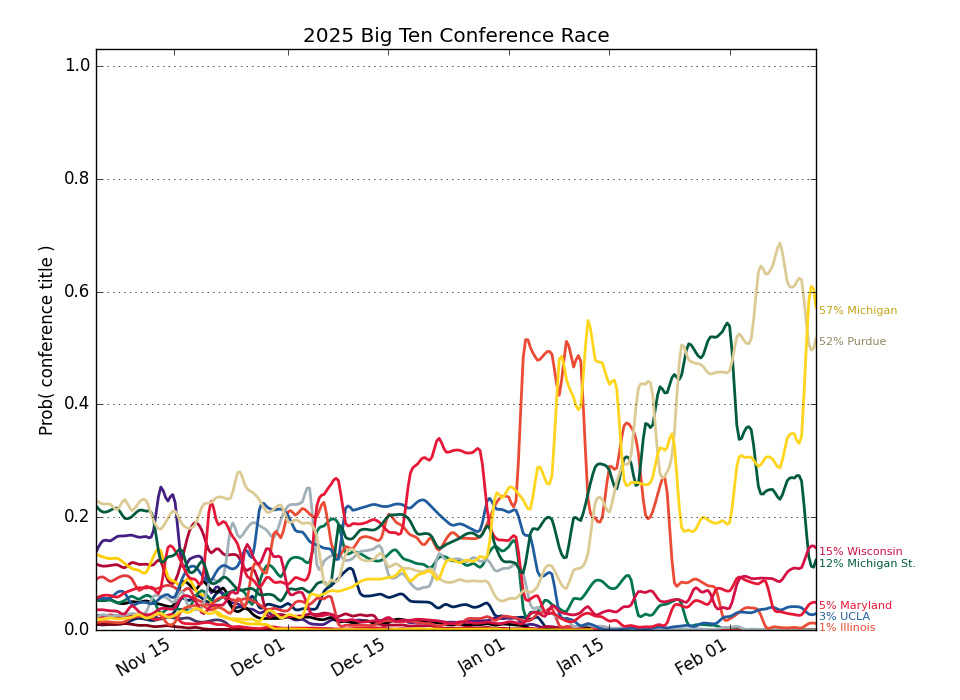 2025 Big Ten Conference Race
Prob( conference title )
1.0
0.8
0.6
0.4
0.2
0.0
57% Michigan
52% Purdue
15% Wisconsin
12% Michigan St.
5% Maryland
3% UCLA
1% Illinois
Nov 15
Dec 01
Dec 15
Jan 01
Jan 15
Feb 01